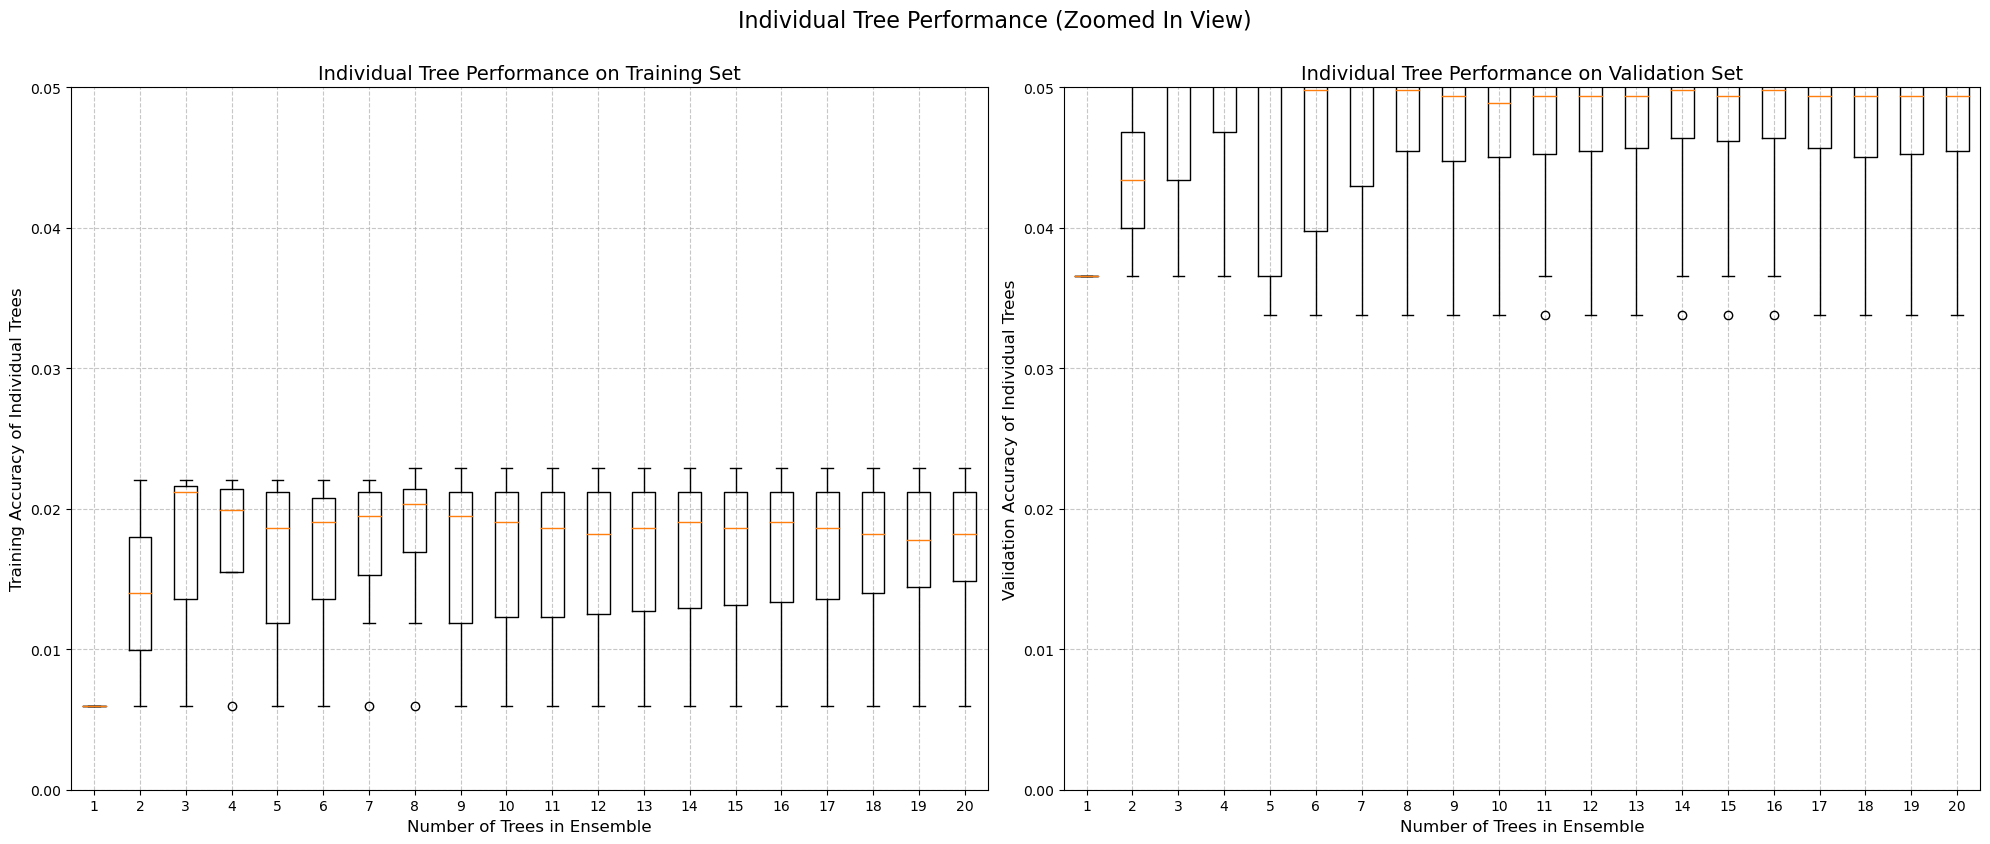 Individual Tree Performance (Zoomed In View)
Individual Tree Performance on Training Set
Training Accuracy of Individual Trees
0.05
0.04
0.03
0.02
0.01
0.00
1 2 3 4 5 6 7 8 9 10 11 12 13 14 15 16 17 18 19 20
Number of Trees in Ensemble
Individual Tree Performance on Validation Set
Validation Accuracy of Individual Trees
0.05
0.04
0.03
0.02
0.01
0.00
1 2 3 4 5 6 7 8 9 10 11 12 13 14 15 16 17 18 19 20
Number of Trees in Ensemble